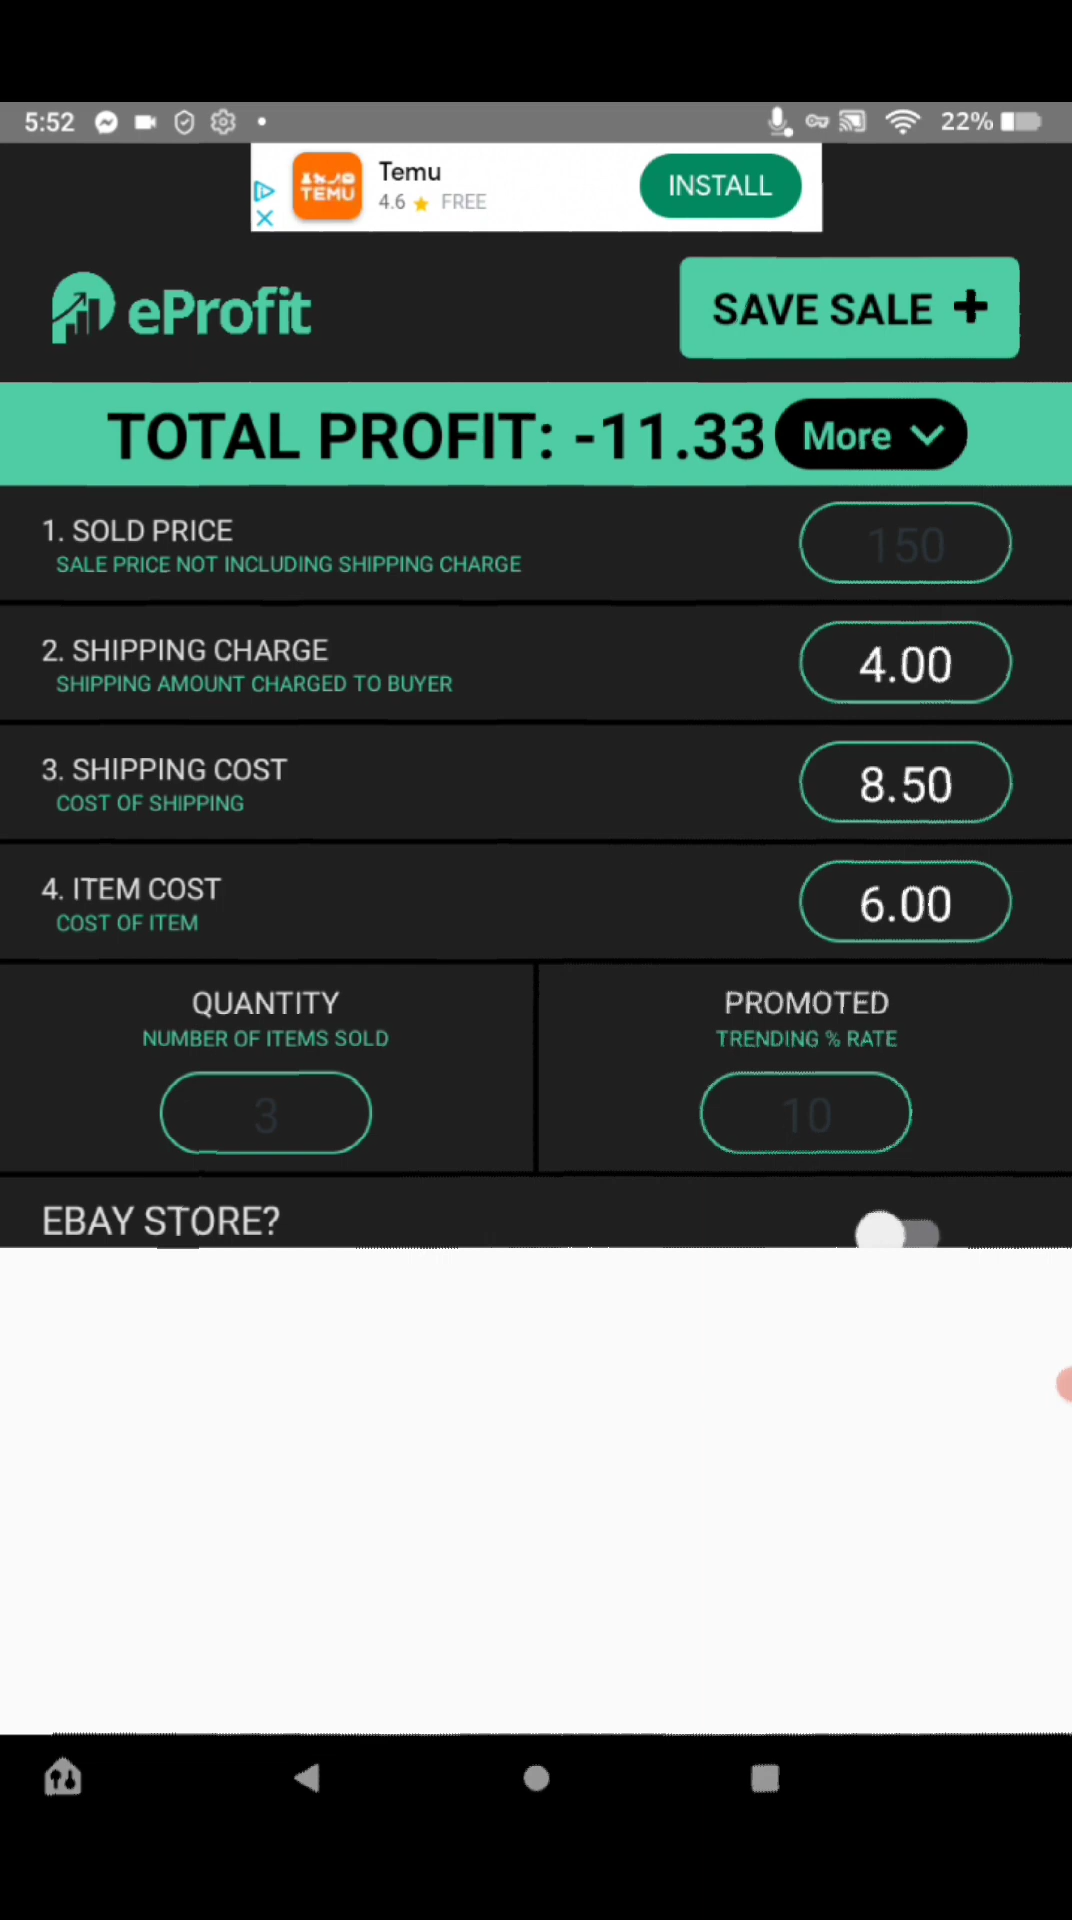 5:52
22%
Temu
4.6 ★ FREE
INSTALL
TEMU
eProfit
SAVE SALE +
TOTAL PROFIT: -11.33
More
1. SOLD PRICE
SALE PRICE NOT INCLUDING SHIPPING CHARGE
150
2. SHIPPING CHARGE
SHIPPING AMOUNT CHARGED TO BUYER
4.00
3. SHIPPING COST
COST OF SHIPPING
8.50
4. ITEM COST
COST OF ITEM
6.00
QUANTITY
NUMBER OF ITEMS SOLD
3
PROMOTED
TRENDING % RATE
10
EBAY STORE?